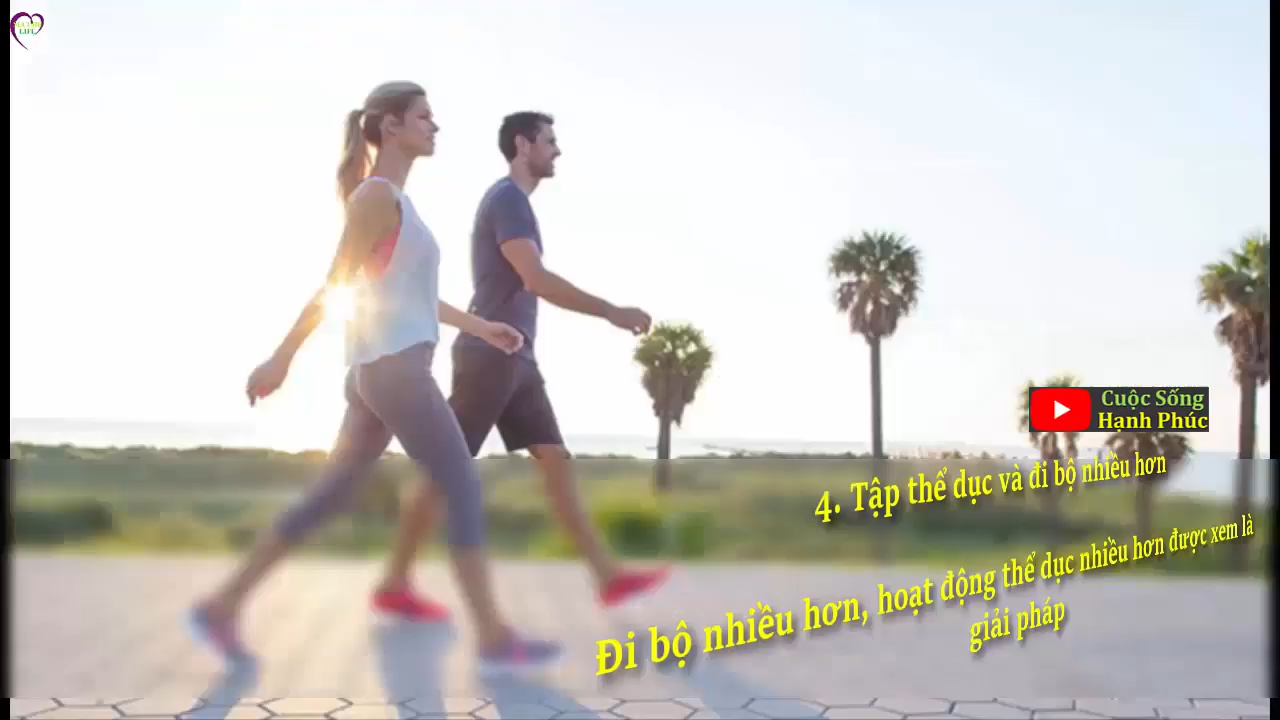 LIFE
Cuộc Sống
Hạnh Phúc
4. Tập thể dục và đi bộ nhiều hơn
Đi bộ nhiều hơn, hoạt động thể dục nhiều hơn được xem là
giải pháp